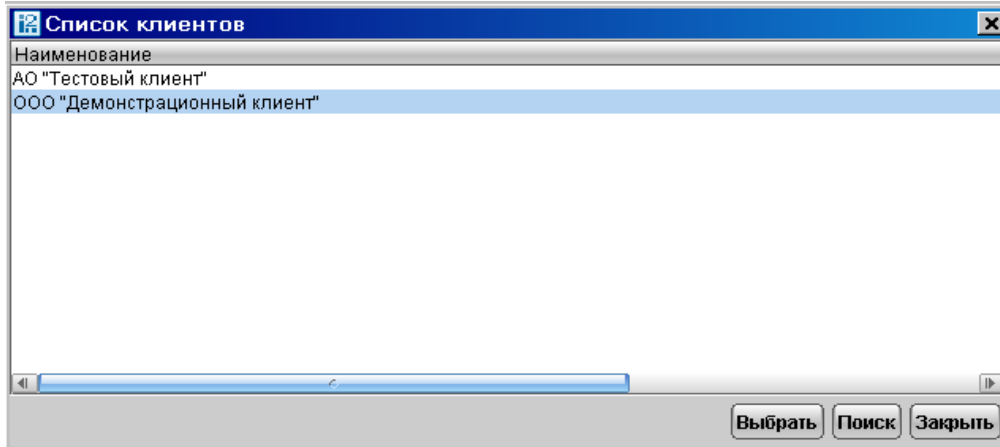 Список клиентов
Наименование
АО "Тестовый клиент"
ООО "Демонстрационный клиент"
Выбрать Поиск Закрыть